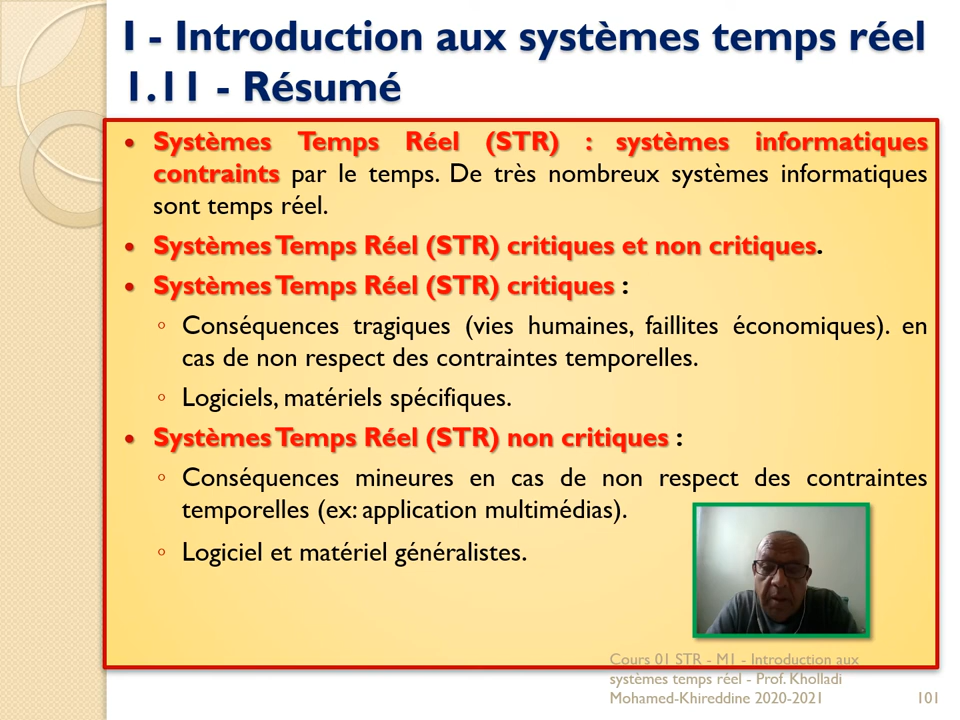 I - Introduction aux systèmes temps réel
1.11 - Résumé
• Systèmes Temps Réel (STR) : systèmes informatiques
contraints par le temps. De très nombreux systèmes informatiques
sont temps réel.
• Systèmes Temps Réel (STR) critiques et non critiques.
• Systèmes Temps Réel (STR) critiques :
◦ Conséquences tragiques (vies humaines, faillites économiques). en
cas de non respect des contraintes temporelles.
◦ Logiciels, matériels spécifiques.
• Systèmes Temps Réel (STR) non critiques :
◦ Conséquences mineures en cas de non respect des contraintes
temporelles (ex: application multimédias).
◦ Logiciel et matériel généralistes.
Cours 01 STR - M1 - Introduction aux
systèmes temps réel - Prof. Kholladi
Mohamed-Khireddine 2020-2021
101